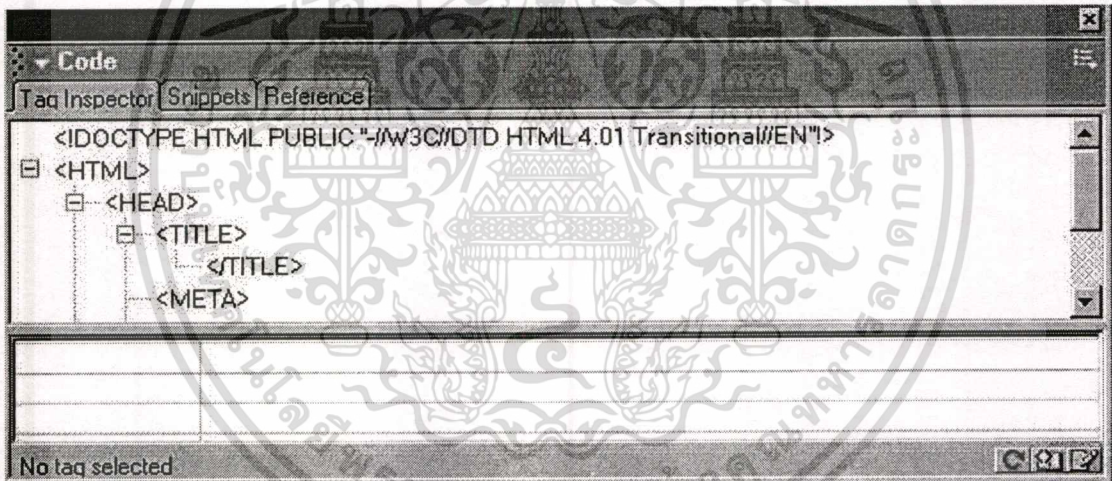 Code
Tag Inspector Snippets Reference
<!DOCTYPE HTML PUBLIC "-//W3C//DTD HTML 4.01 Transitional//EN"!>
<HTML>
<HEAD>
<TITLE>
</TITLE>
<META>
No tag selected